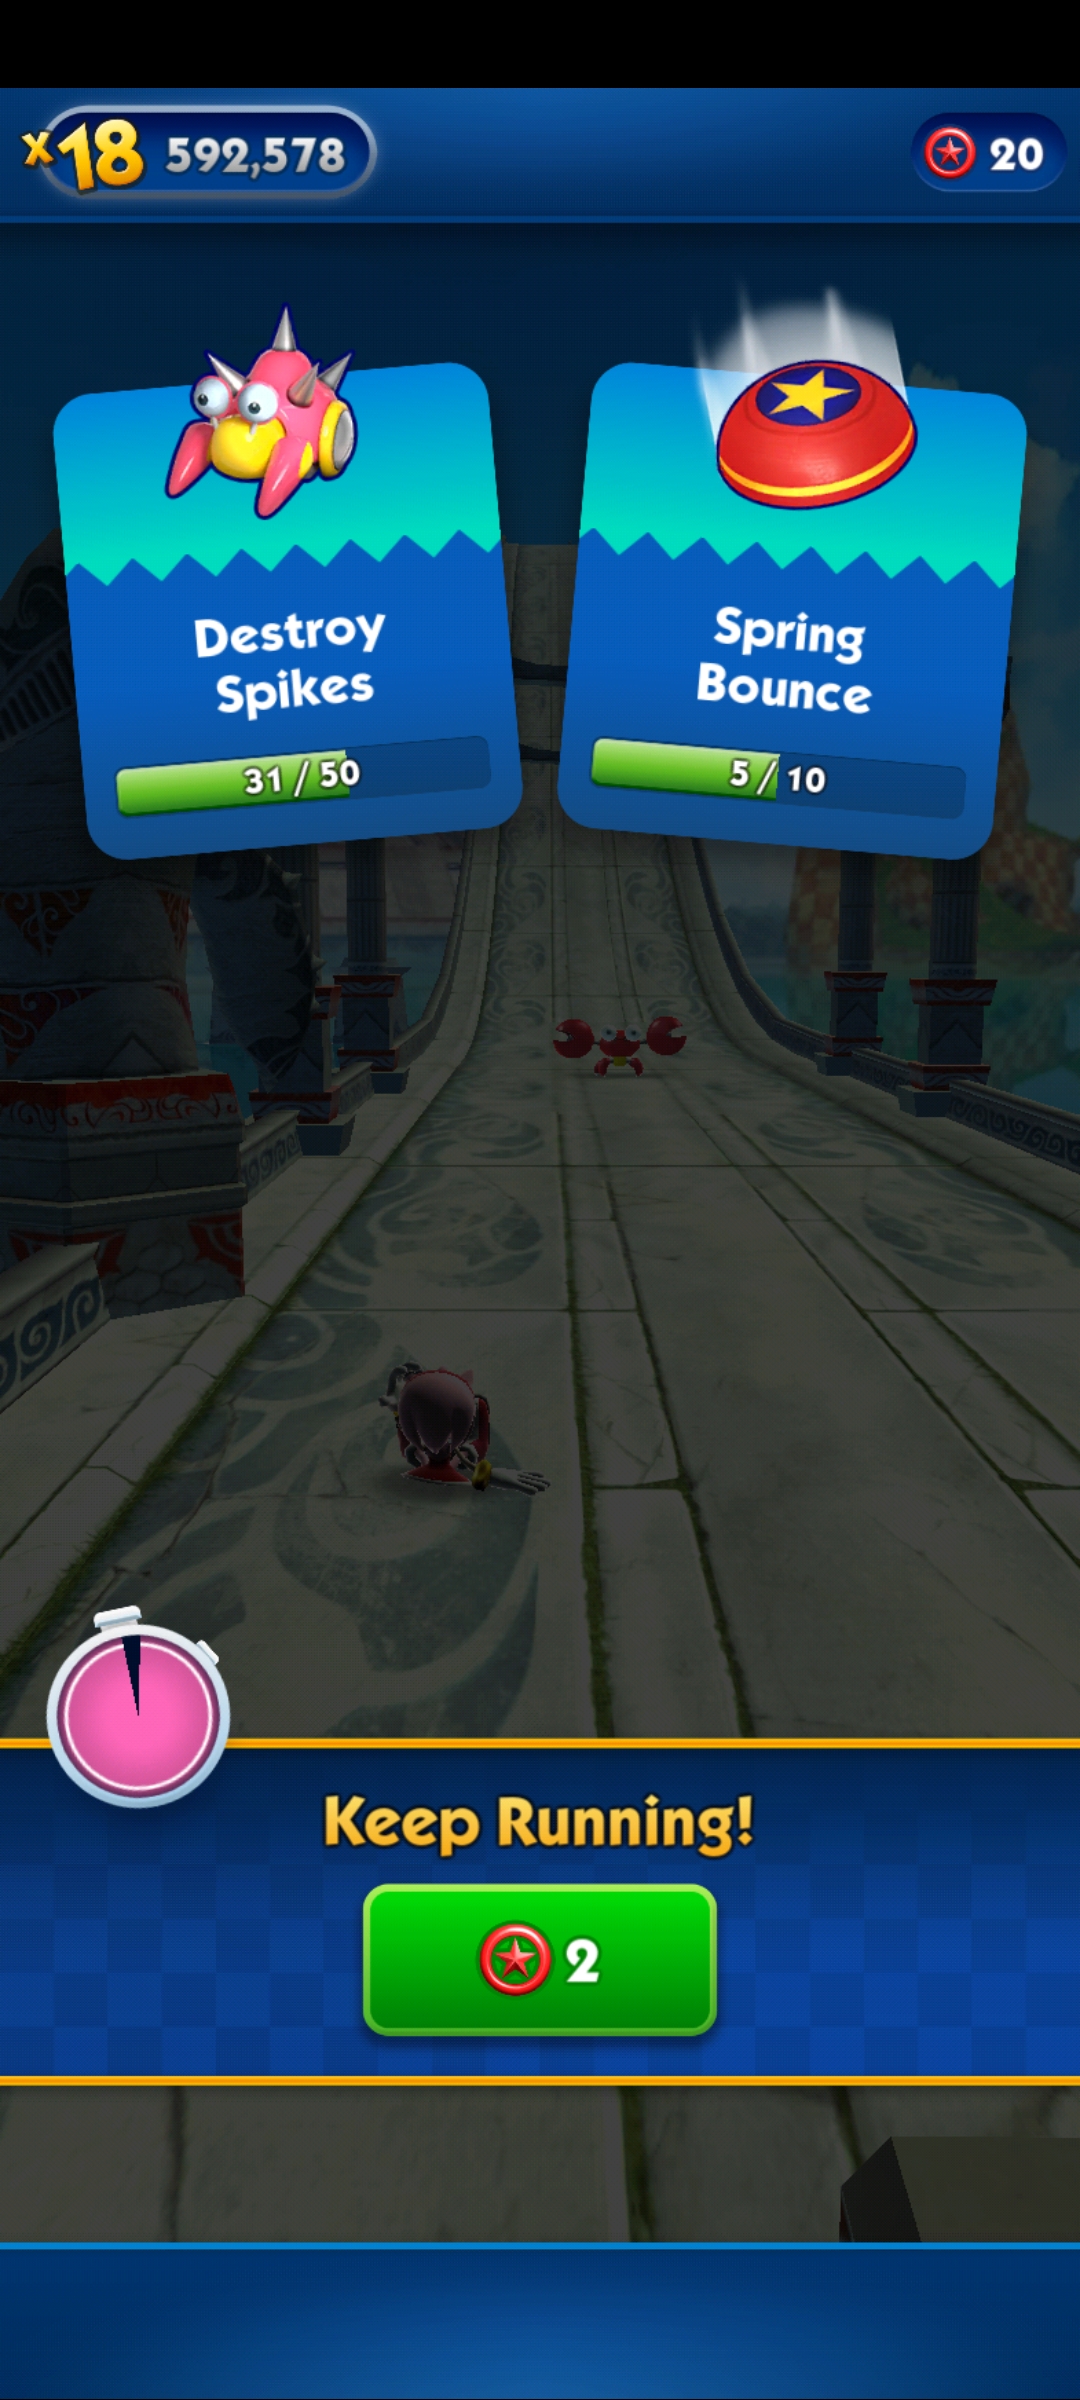 x18 592,578
20
Destroy
Spikes
31 / 50
Spring
Bounce
5 / 10
Keep Running!
2